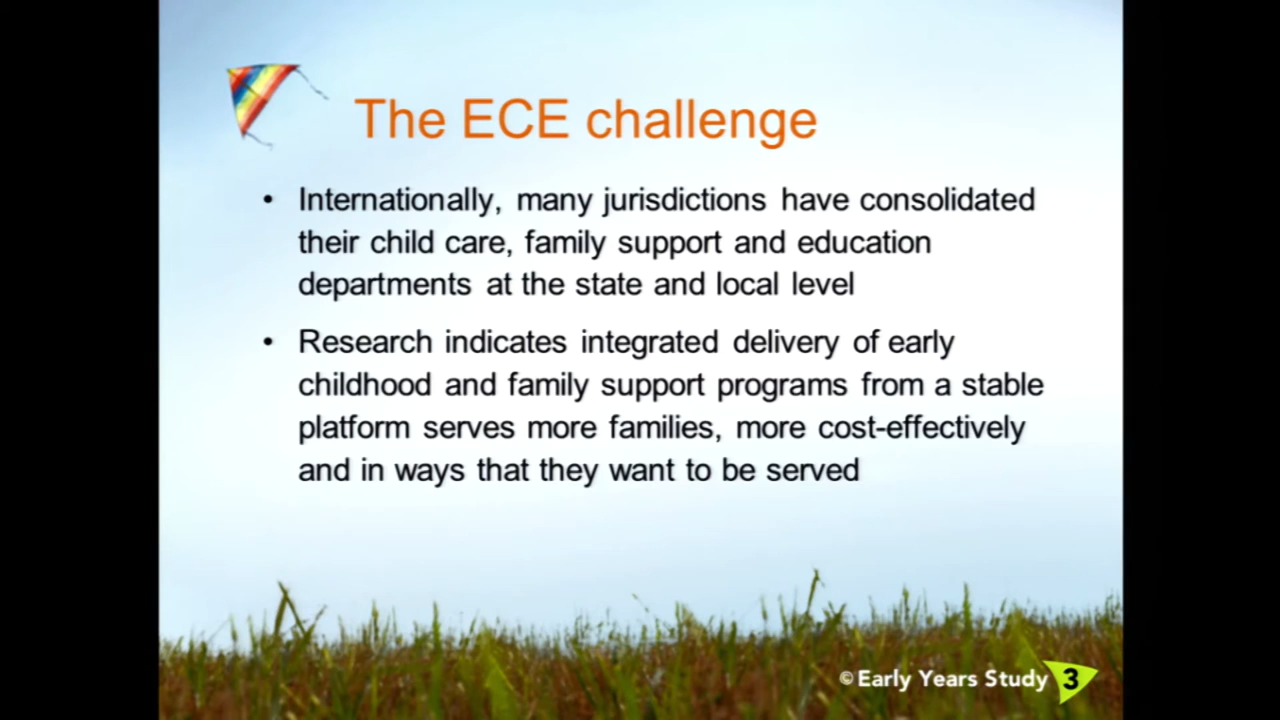 The ECE challenge
• Internationally, many jurisdictions have consolidated
their child care, family support and education
departments at the state and local level
• Research indicates integrated delivery of early
childhood and family support programs from a stable
platform serves more families, more cost-effectively
and in ways that they want to be served
© Early Years Study 3